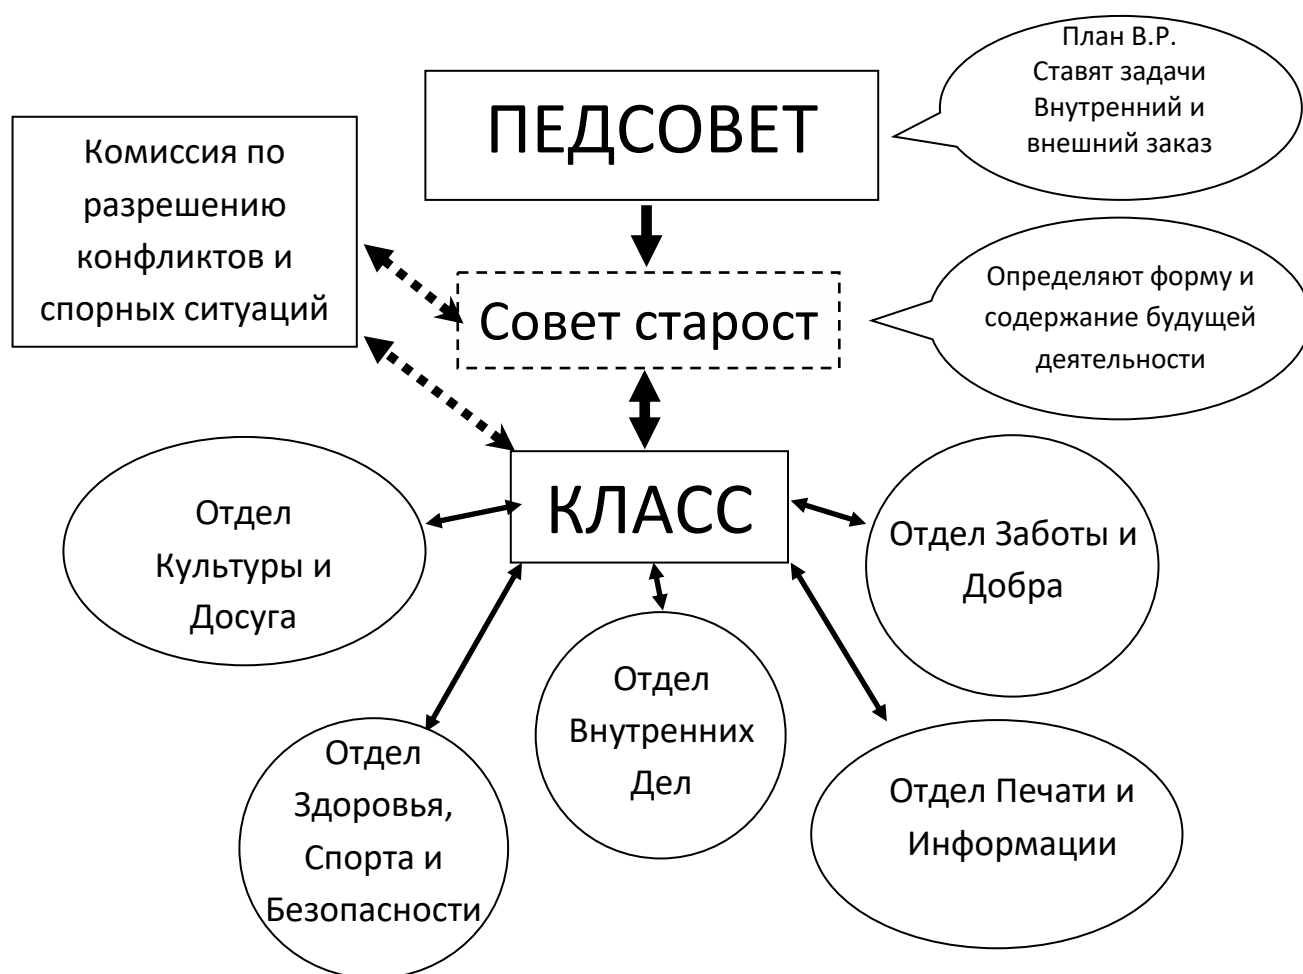 План В.Р.
Ставят задачи
Внутренний и
внешний заказ
ПЕДСОВЕТ
Комиссия по
разрешению
конфликтов и
спорных ситуаций
Совет старост
Определяют форму и
содержание будущей
деятельности
КЛАСС
Отдел
Культуры и
Досуга
Отдел Заботы и
Добра
Отдел
Внутренних
Дел
Отдел
Здоровья,
Спорта и
Безопасности
Отдел Печати и
Информации